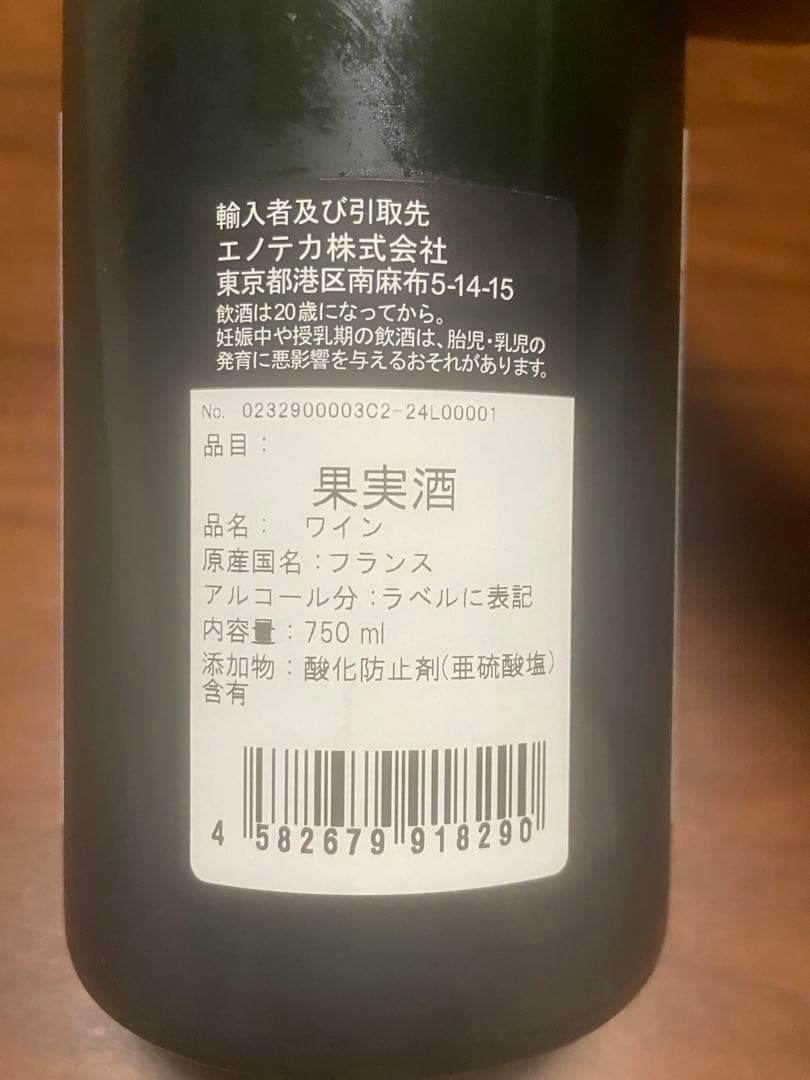 輸入者及び引取先
エノテカ株式会社
東京都港区南麻布5-14-15
飲酒は20歳になってから。
妊娠中や授乳期の飲酒は、胎児・乳児の
発育に悪影響を与えるおそれがあります。
No. 0232900003C2-24L00001
品目：
果実酒
品名： ワイン
原産国名：フランス
アルコール分：ラベルに表記
内容量：750 ml
添加物：酸化防止剤(亜硫酸塩)
含有
4 582679 918290